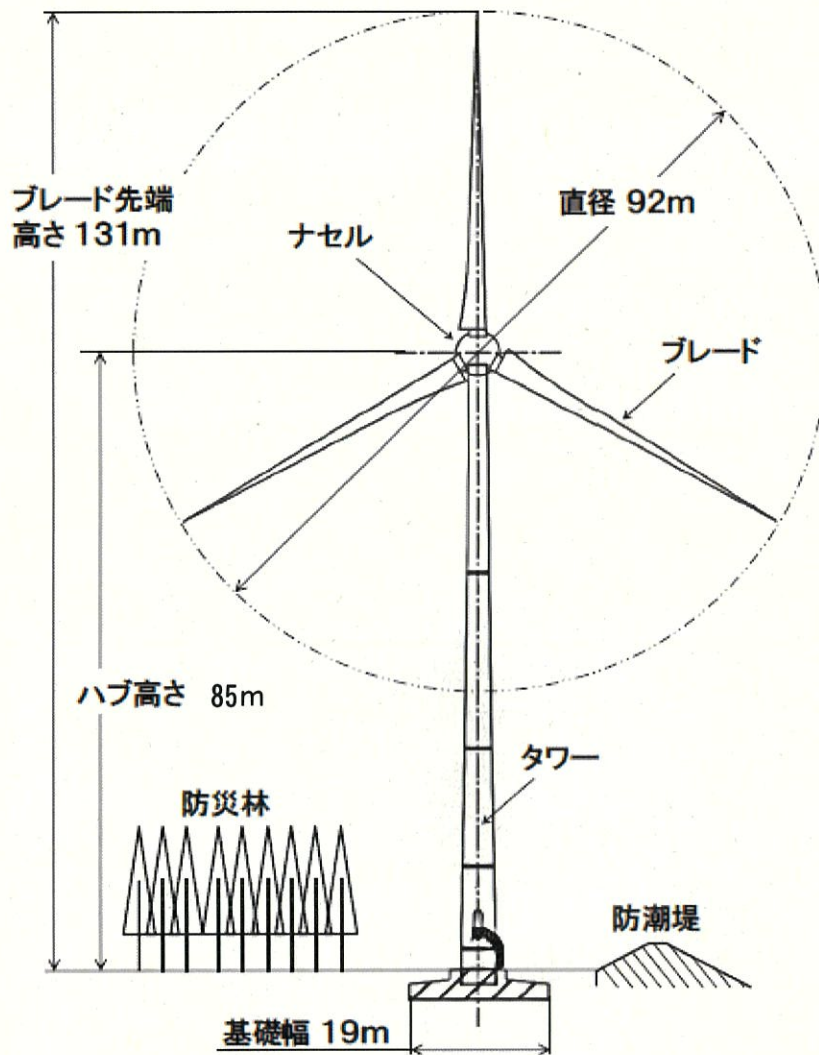 ブレード先端
高さ 131m
ナセル
直径 92m
ブレード
ハブ高さ 85m
タワー
防災林
防潮堤
基礎幅 19m